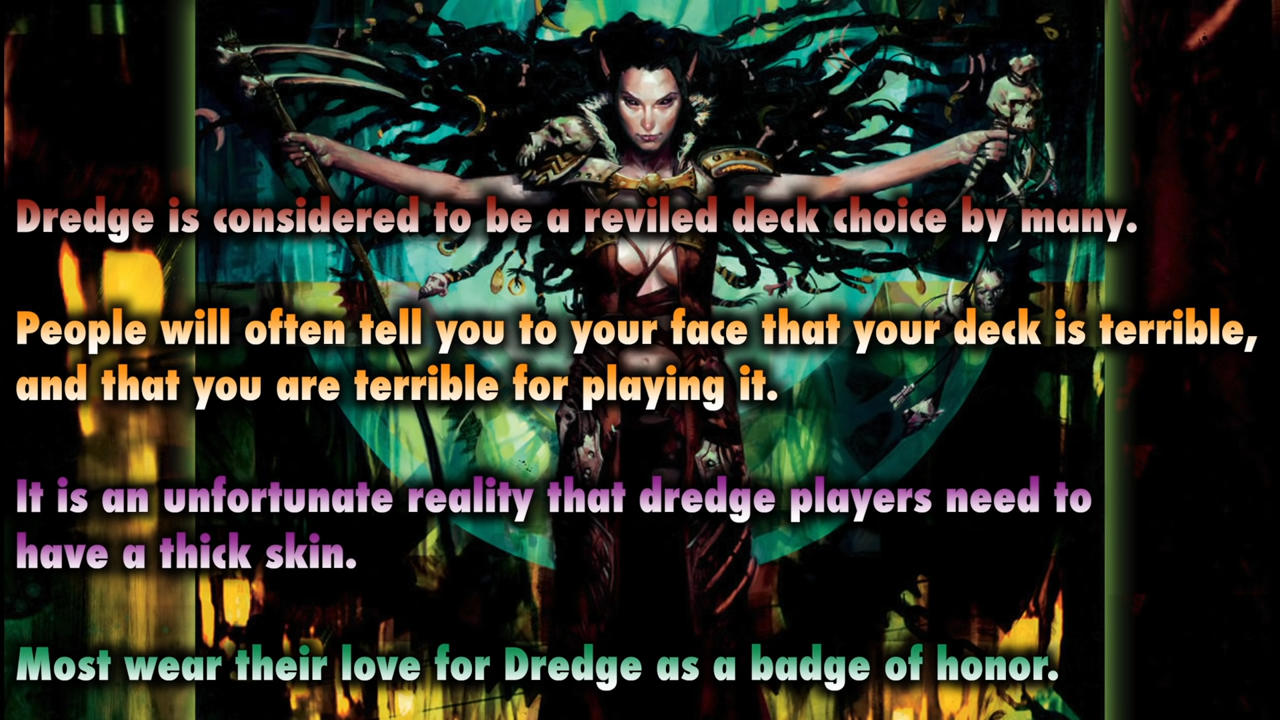 Dredge is considered to be a reviled deck choice by many.
People will often tell you to your face that your deck is terrible,
and that you are terrible for playing it.
It is an unfortunate reality that dredge players need to
have a thick skin.
Most wear their love for Dredge as a badge of honor.